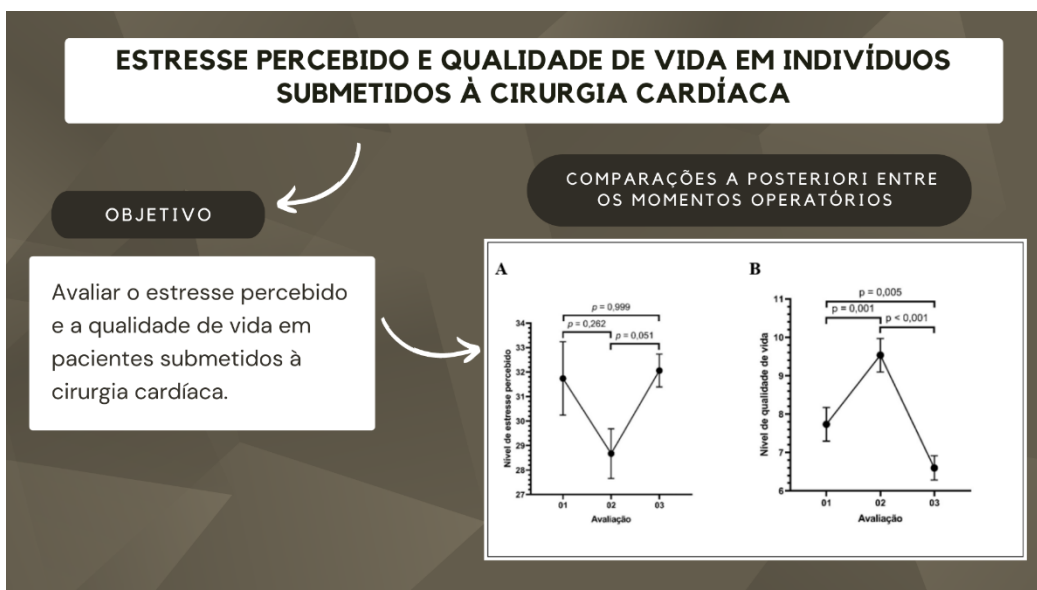 ESTRESSE PERCEBIDO E QUALIDADE DE VIDA EM INDIVÍDUOS
SUBMETIDOS À CIRURGIA CARDÍACA
OBJETIVO
Avaliar o estresse percebido
e a qualidade de vida em
pacientes submetidos à
cirurgia cardíaca.
COMPARAÇÕES A POSTERIORI ENTRE
OS MOMENTOS OPERATÓRIOS
A
p = 0,999
p = 0,262
p = 0,051
Nível de estresse percebido
34
33
32
31
30
29
28
27
01 02 03
Avaliação
B
p = 0,005
p = 0,001
p < 0,001
Nível de qualidade de vida
11
10
9
8
7
6
01 02 03
Avaliação